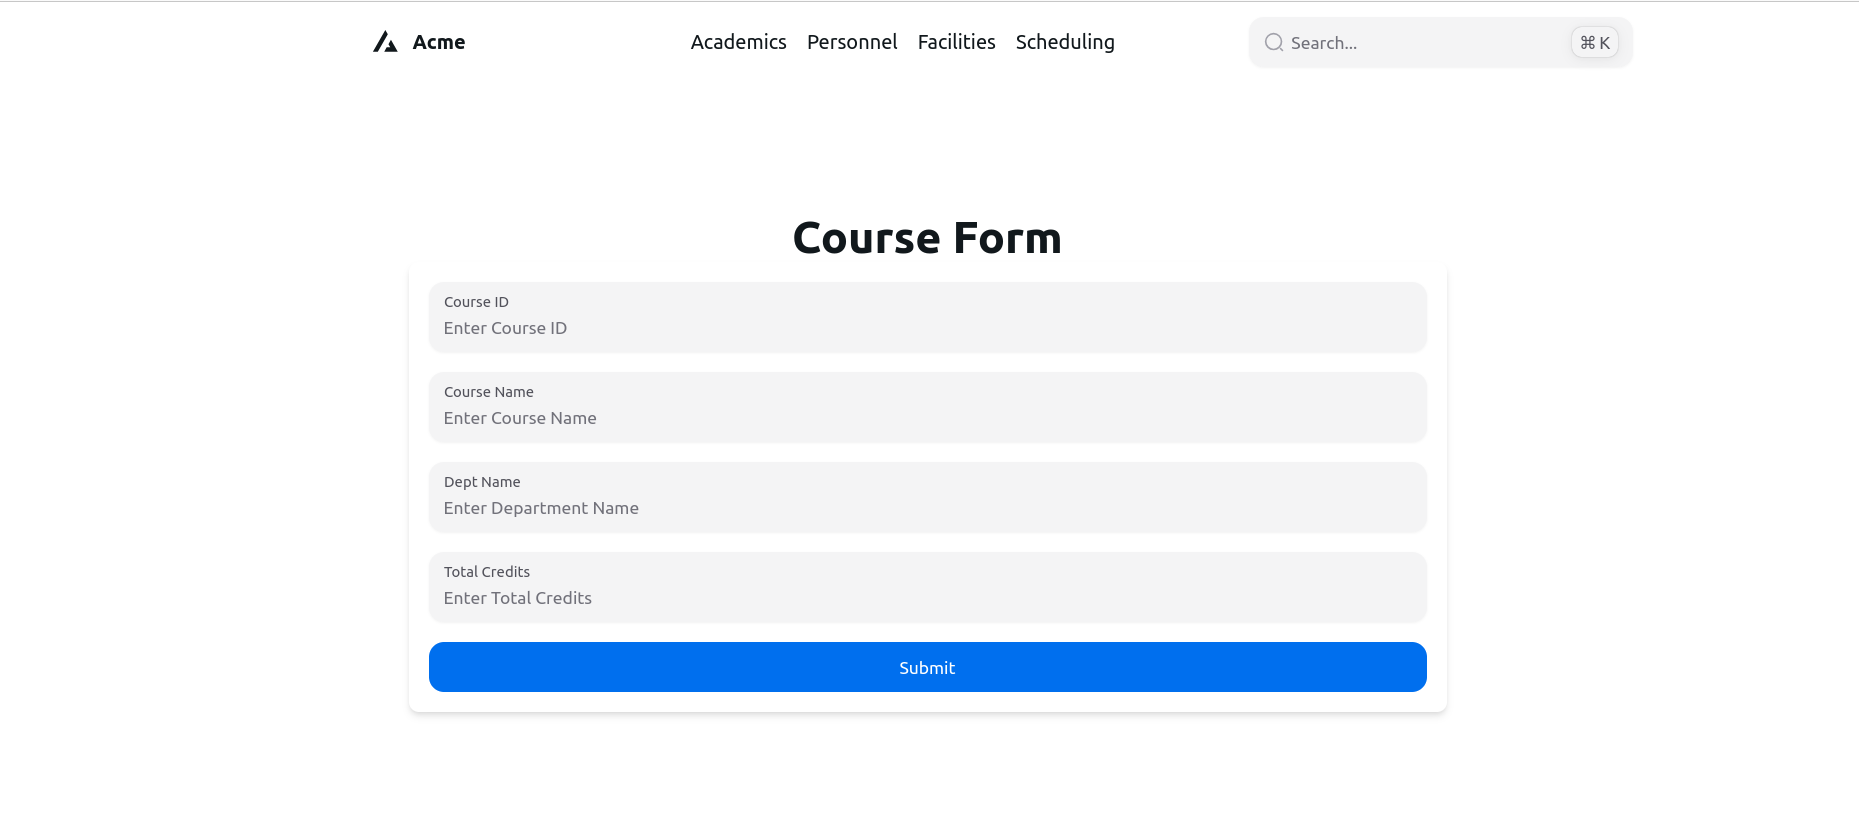 Acme
Academics Personnel Facilities Scheduling
Search... ⌘ K
Course Form
Course ID
Enter Course ID
Course Name
Enter Course Name
Dept Name
Enter Department Name
Total Credits
Enter Total Credits
Submit